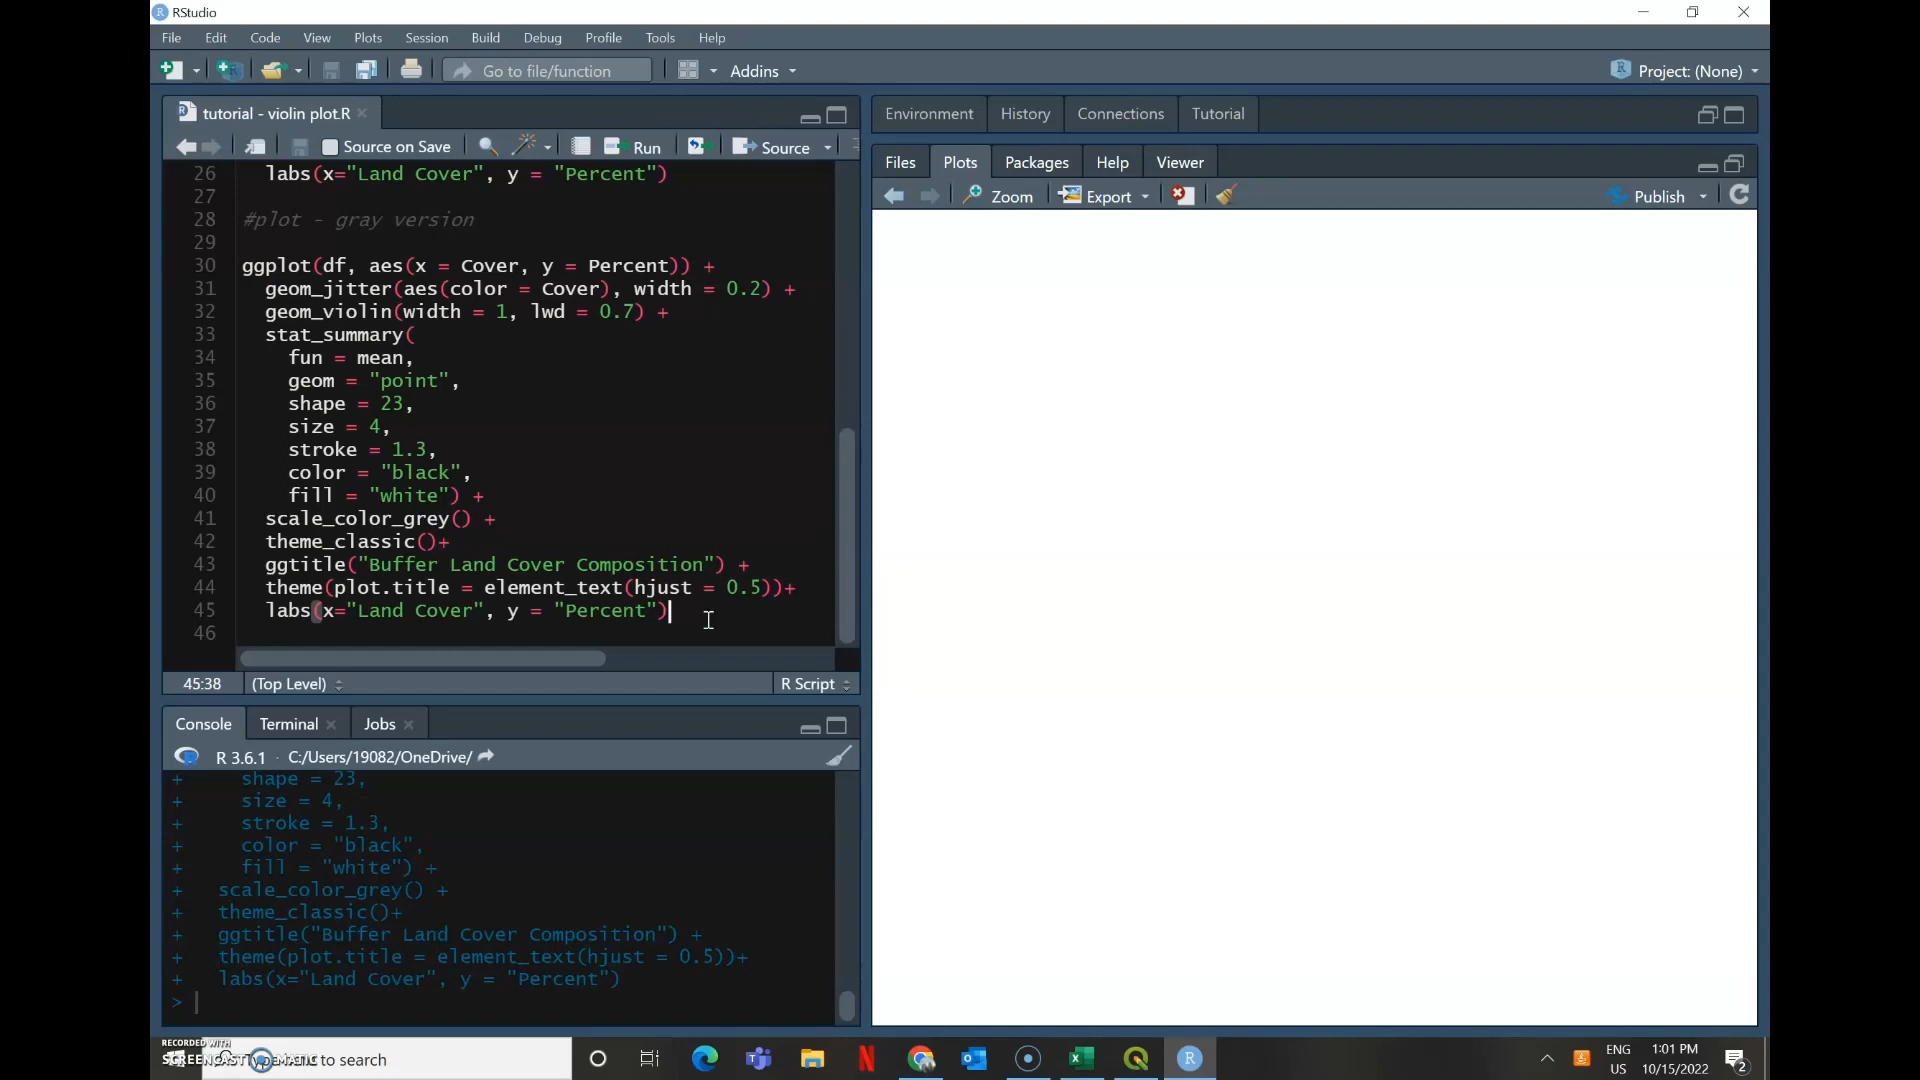 RStudio
File Edit Code View Plots Session Build Debug Profile Tools Help
Go to file/function Addins Project: (None)
tutorial - violin plot.R
Source on Save Run Source
26 labs(x="Land Cover", y = "Percent")
27
28 #plot - gray version
29
30 ggplot(df, aes(x = Cover, y = Percent)) +
31 geom_jitter(aes(color = Cover), width = 0.2) +
32 geom_violin(width = 1, lwd = 0.7) +
33 stat_summary(
34 fun = mean,
35 geom = "point",
36 shape = 23,
37 size = 4,
38 stroke = 1.3,
39 color = "black",
40 fill = "white") +
41 scale_color_grey() +
42 theme_classic()+
43 ggtitle("Buffer Land Cover Composition") +
44 theme(plot.title = element_text(hjust = 0.5))+
45 labs(x="Land Cover", y = "Percent")
46
45:38 (Top Level) R Script
Console Terminal Jobs
R 3.6.1 · C:/Users/19082/OneDrive/
+ shape = 23,
+ size = 4,
+ stroke = 1.3,
+ color = "black",
+ fill = "white") +
+ scale_color_grey() +
+ theme_classic()+
+ ggtitle("Buffer Land Cover Composition") +
+ theme(plot.title = element_text(hjust = 0.5))+
+ labs(x="Land Cover", y = "Percent")
>
Environment History Connections Tutorial
Files Plots Packages Help Viewer
Zoom Export Publish
RECORDED WITH
SCREENCAST
to search
ENG
US
1:01 PM
10/15/2022
2